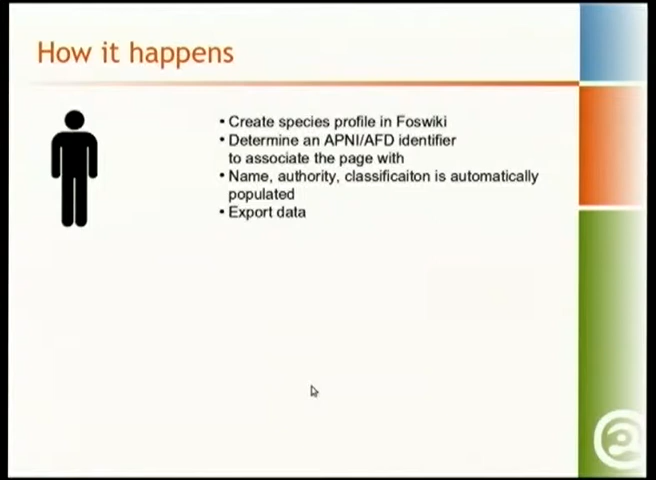 How it happens
• Create species profile in Foswiki
• Determine an APNI/AFD identifier
to associate the page with
• Name, authority, classificaiton is automatically
populated
• Export data